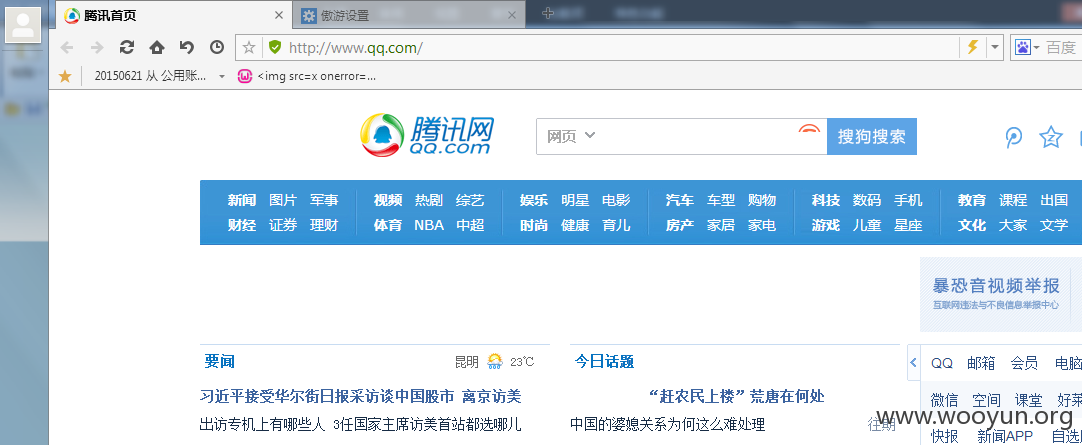 腾讯首页 傲游设置
http://www.qq.com/ 百度
20150621 从 公用账... <img src=x onerror=...
腾讯网
QQ.com
网页 搜狗搜索
新闻 图片 军事 视频 热剧 综艺 娱乐 明星 电影 汽车 车型 购物 科技 数码 手机 教育 课程 出国
财经 证券 理财 体育 NBA 中超 时尚 健康 育儿 房产 家居 家电 游戏 儿童 星座 文化 大家 文学
暴恐音视频举报
互联网违法与不良信息举报中心
要闻 昆明 23℃ 今日话题
QQ 邮箱 会员 电脑
习近平接受华尔街日报采访谈中国股市 离京访美 “赶农民上楼”荒唐在何处
微信 空间 课堂 好莱
出访专机上有哪些人 3任国家主席访美首站都选哪儿 中国的婆媳关系为何这么难处理 往期
www.wooyun.org
快报 新闻APP 自选